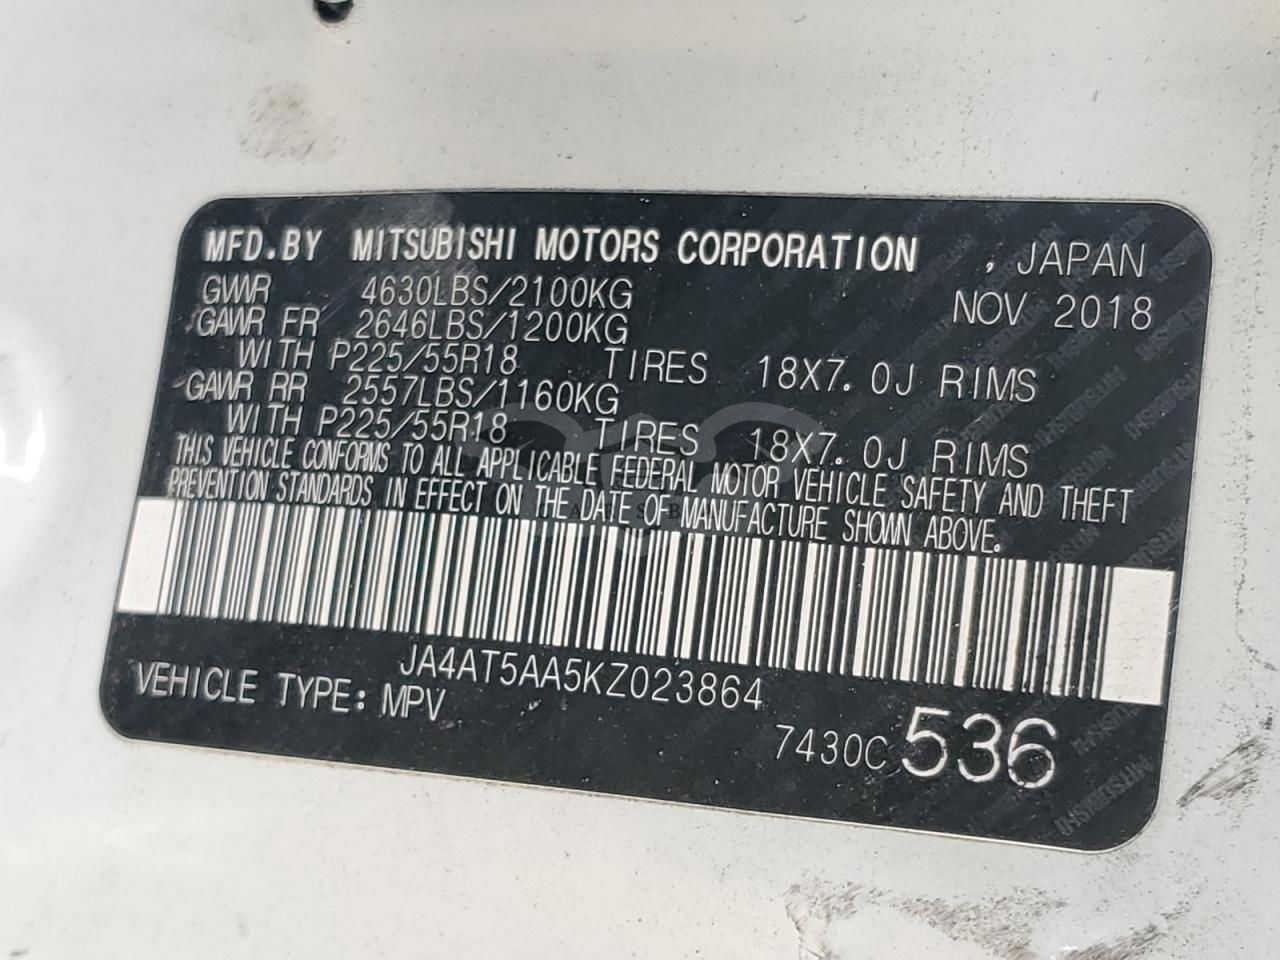 MFD.BY MITSUBISHI MOTORS CORPORATION , JAPAN
GVWR 4630LBS/2100KG NOV 2018
GAWR FR 2646LBS/1200KG
WITH P225/55R18 TIRES 18X7.0J RIMS
GAWR RR 2557LBS/1160KG
WITH P225/55R18 TIRES 18X7.0J RIMS
THIS VEHICLE CONFORMS TO ALL APPLICABLE FEDERAL MOTOR VEHICLE SAFETY AND THEFT
PREVENTION STANDARDS IN EFFECT ON THE DATE OF MANUFACTURE SHOWN ABOVE.
JA4AT5AA5KZ023864
VEHICLE TYPE: MPV
7430C 536